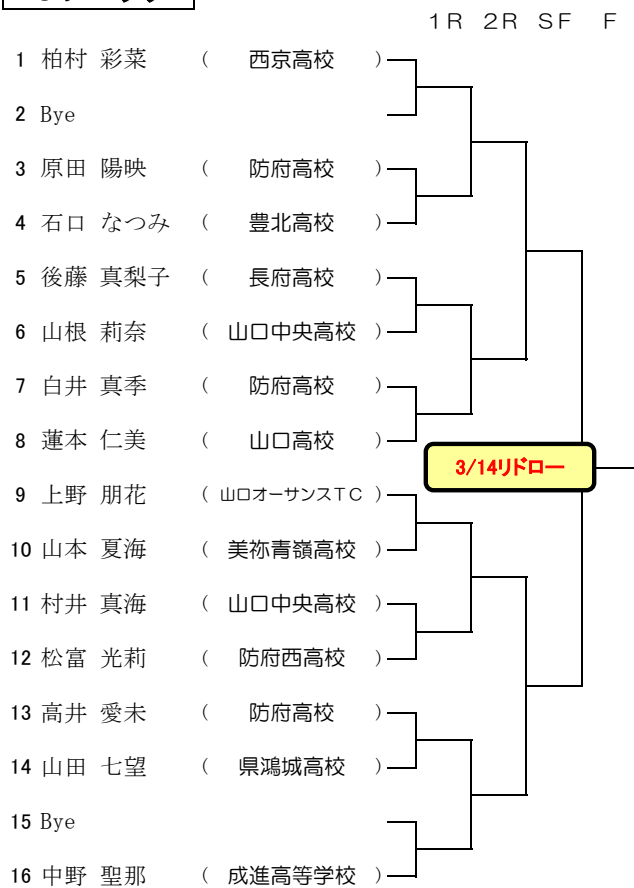 1R 2R SF F
1 柏村 彩菜 ( 西京高校 )
2 Bye
3 原田 陽映 ( 防府高校 )
4 石口 なつみ ( 豊北高校 )
5 後藤 真梨子 ( 長府高校 )
6 山根 莉奈 ( 山口中央高校 )
7 白井 真季 ( 防府高校 )
8 蓮本 仁美 ( 山口高校 )
3/14リドロー
9 上野 朋花 ( 山口オーサンスTC )
10 山本 夏海 ( 美祢青嶺高校 )
11 村井 真海 ( 山口中央高校 )
12 松富 光莉 ( 防府西高校 )
13 高井 愛未 ( 防府高校 )
14 山田 七望 ( 県鴻城高校 )
15 Bye
16 中野 聖那 ( 成進高等学校 )